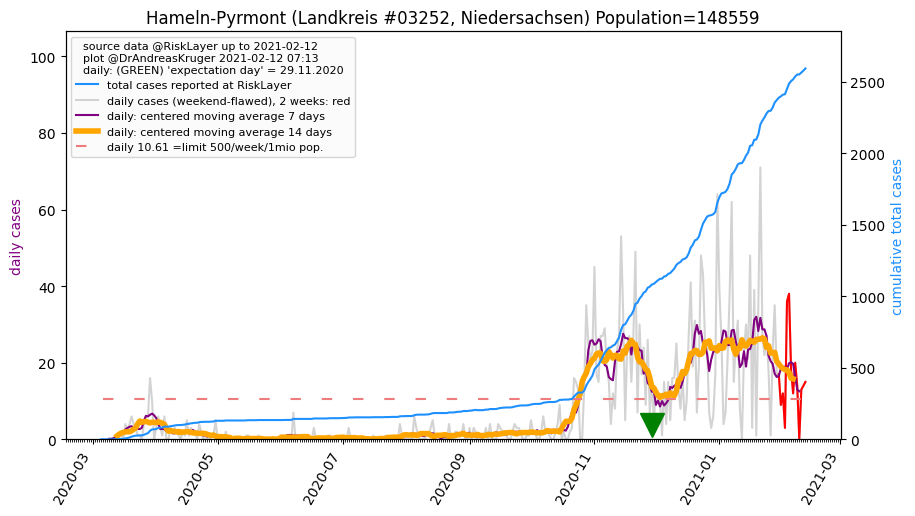 Hameln-Pyrmont (Landkreis #03252, Niedersachsen) Population=148559
source data @RiskLayer up to 2021-02-12
plot @DrAndreasKruger 2021-02-12 07:13
daily: (GREEN) 'expectation day' = 29.11.2020
total cases reported at RiskLayer
daily cases (weekend-flawed), 2 weeks: red
daily: centered moving average 7 days
daily: centered moving average 14 days
daily 10.61 =limit 500/week/1mio pop.
daily cases
100
80
60
40
20
0
cumulative total cases
2500
2000
1500
1000
500
0
2020-03
2020-05
2020-07
2020-09
2020-11
2021-01
2021-03